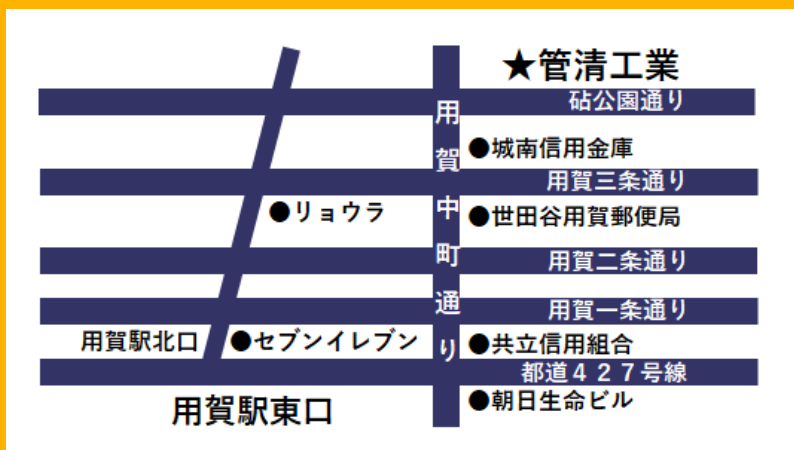 ★管清工業
砧公園通り
●城南信用金庫
用賀三条通り
●リョウラ
●世田谷用賀郵便局
用賀中町通り
用賀二条通り
用賀一条通り
用賀駅北口
●セブンイレブン
●共立信用組合
都道４２７号線
用賀駅東口
●朝日生命ビル